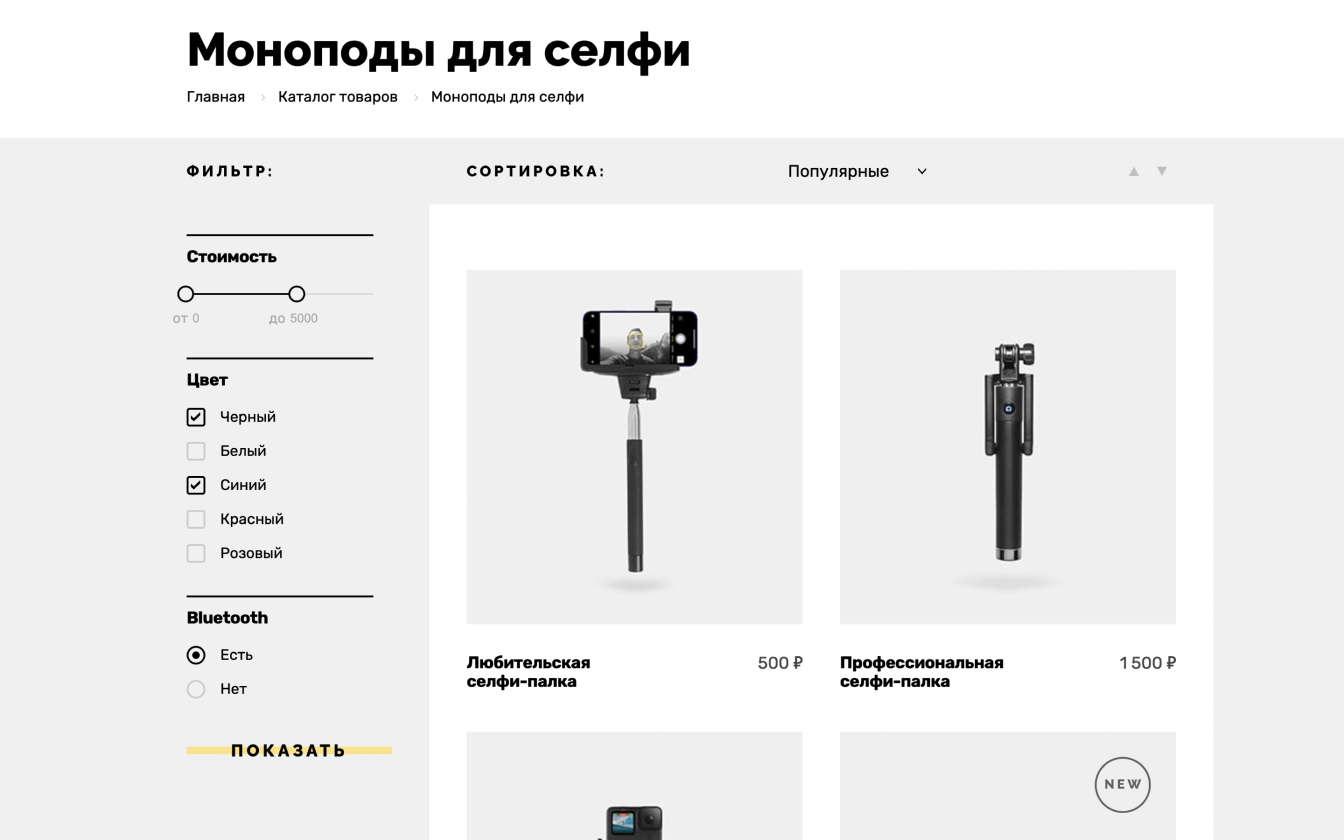 Моноподы для селфи
Главная › Каталог товаров › Моноподы для селфи
ФИЛЬТР:
СОРТИРОВКА:
Популярные
▲ ▼
Стоимость
от 0
до 5000
Цвет
Черный
Белый
Синий
Красный
Розовый
Bluetooth
Есть
Нет
ПОКАЗАТЬ
Любительская
селфи-палка
500 ₽
Профессиональная
селфи-палка
1 500 ₽
NEW